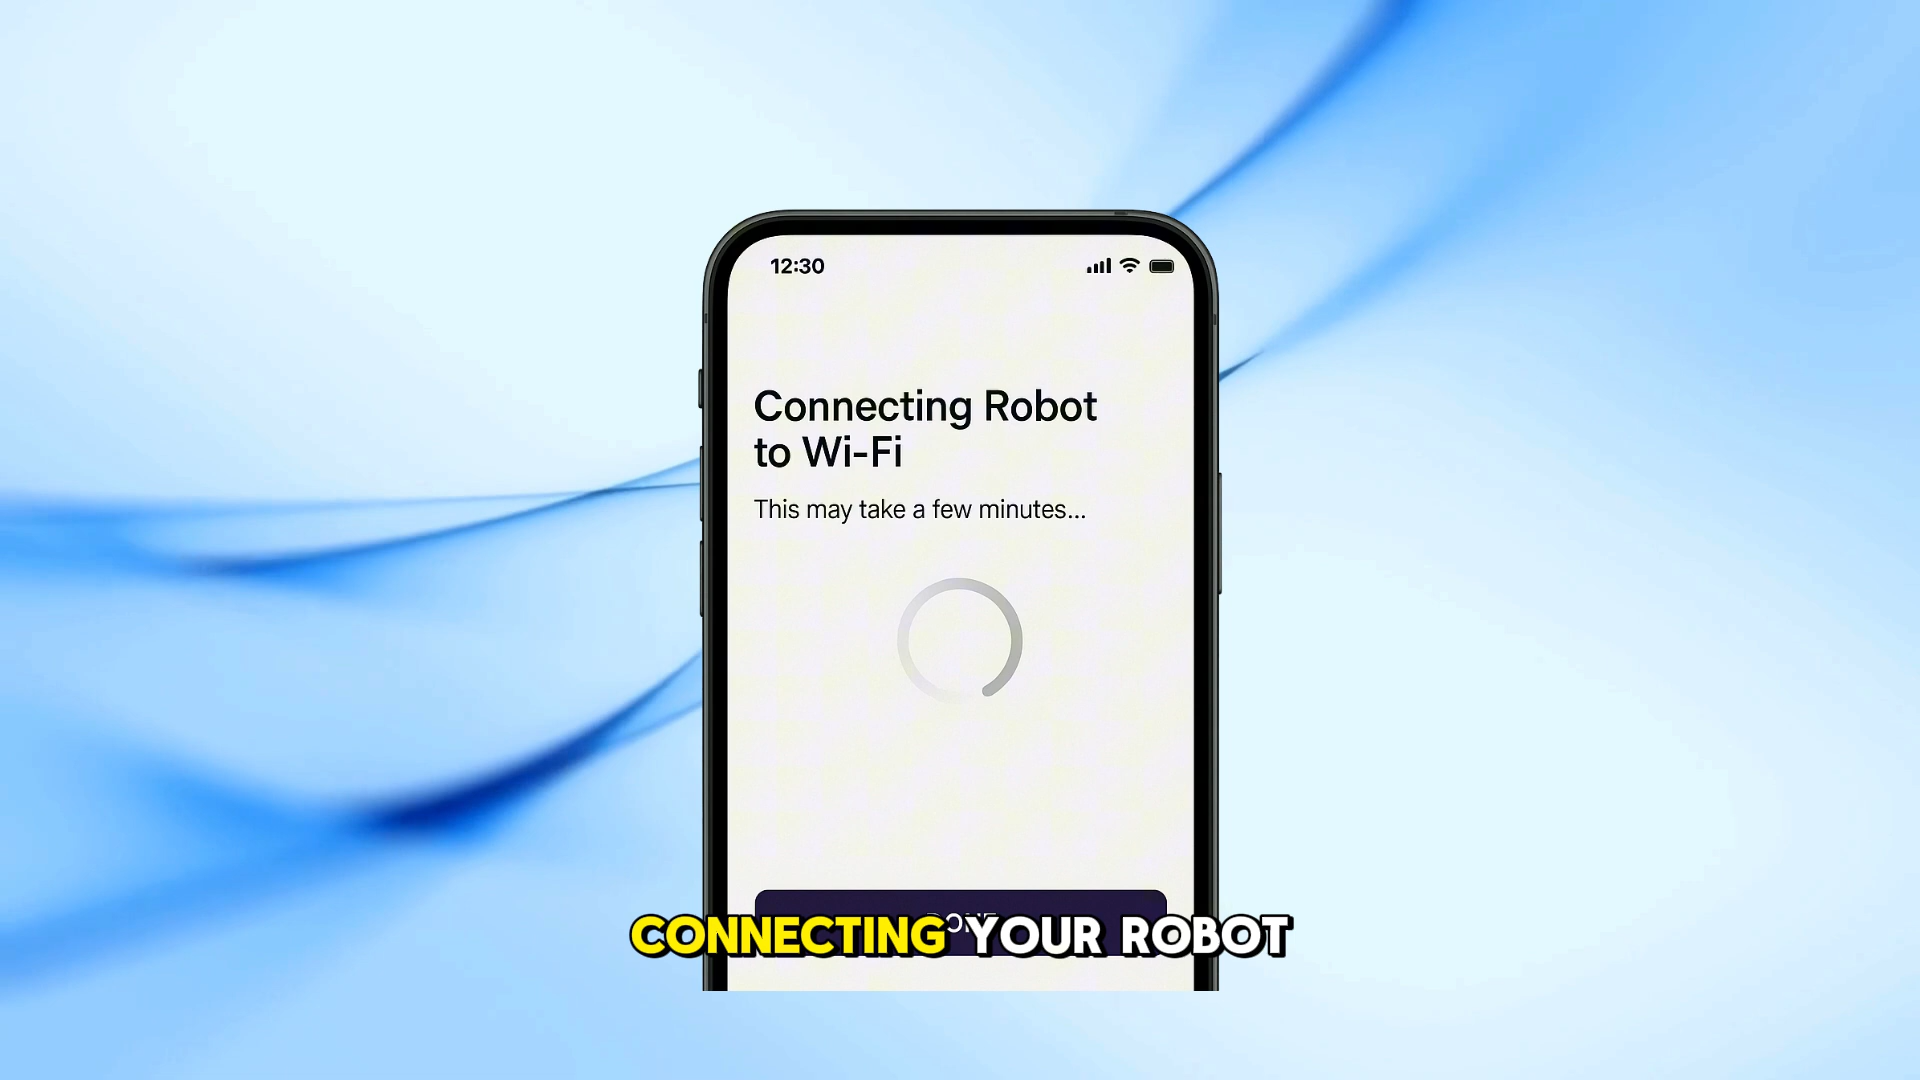 12:30
Connecting Robot
to Wi-Fi
This may take a few minutes...
CONNECTING YOUR ROBOT